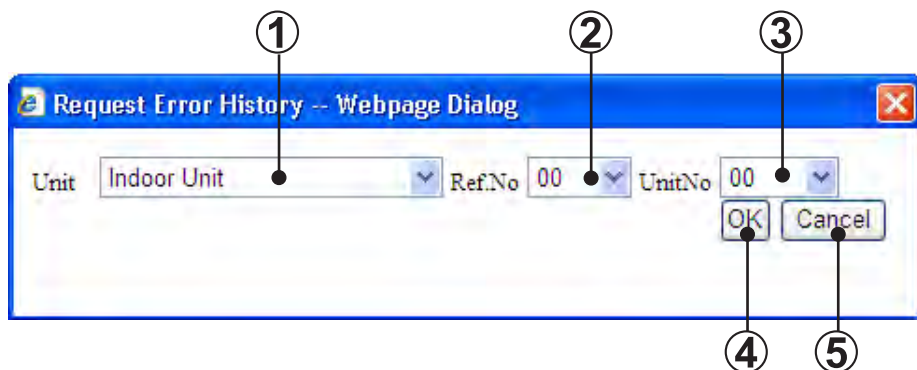 ① ② ③
Request Error History -- Webpage Dialog
Unit Indoor Unit Ref.No 00 UnitNo 00
OK Cancel
④ ⑤